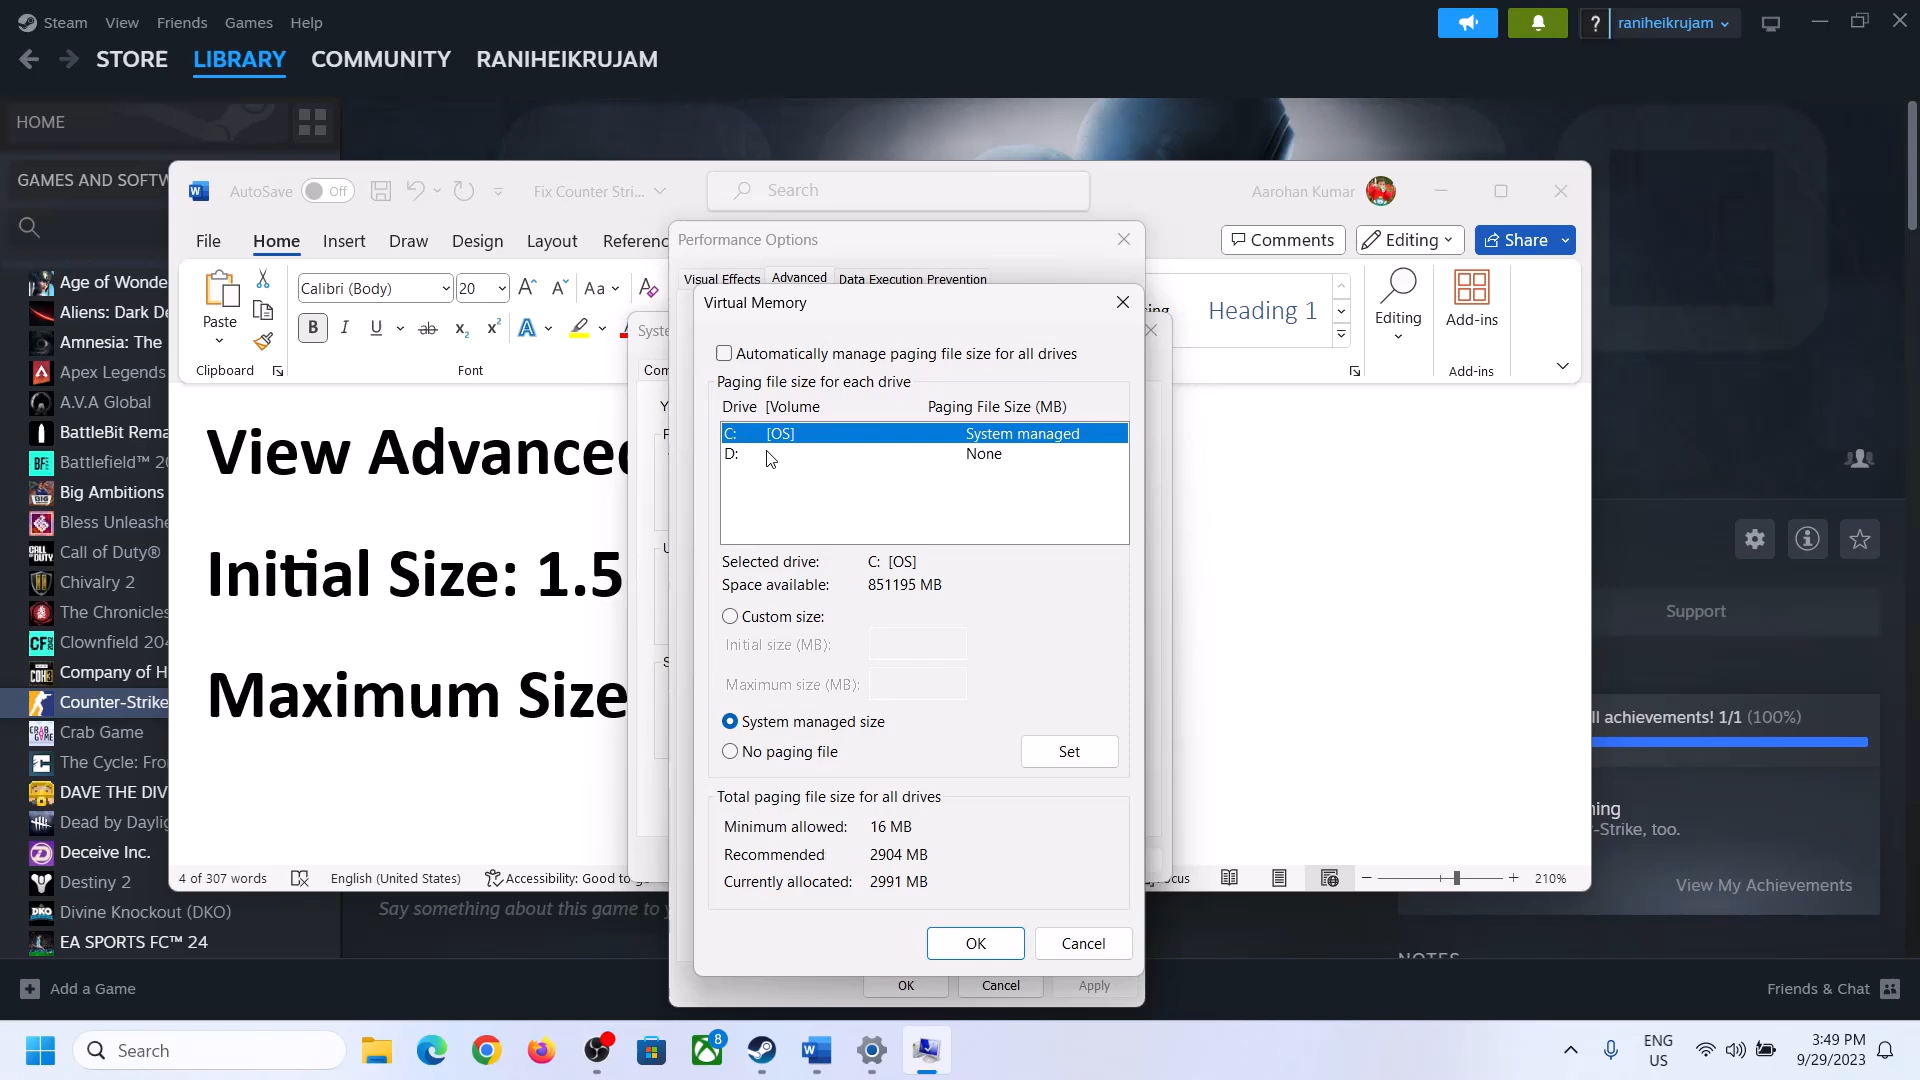 Steam View Friends Games Help
raniheikrujam
STORE LIBRARY COMMUNITY RANIHEIKRUJAM
HOME
GAMES AND SOFTW
Age of Wonde
Aliens: Dark De
Amnesia: The
Apex Legends
A.V.A Global
BattleBit Rema
Battlefield™ 20
Big Ambitions
Bless Unleashe
Call of Duty®
Chivalry 2
The Chronicles
Clownfield 204
Company of H
Counter-Strike
Crab Game
The Cycle: Fro
DAVE THE DIV
Dead by Daylig
Deceive Inc.
Destiny 2
Divine Knockout (DKO)
EA SPORTS FC™ 24
Add a Game
AutoSave Off
Fix Counter Stri...
Search
Aarohan Kumar
File Home Insert Draw Design Layout Referenc
Comments Editing Share
Paste
Calibri (Body) 20
Clipboard Font
Heading 1
Editing
Add-ins
Add-ins
View Advanced
Initial Size: 1.5
Maximum Size
4 of 307 words English (United States) Accessibility: Good to g
210%
Performance Options
Visual Effects Advanced Data Execution Prevention
Syste
Com
Virtual Memory
Automatically manage paging file size for all drives
Paging file size for each drive
Drive [Volume Paging File Size (MB)
C: [OS] System managed
D: None
Selected drive: C: [OS]
Space available: 851195 MB
Custom size:
Initial size (MB):
Maximum size (MB):
System managed size
No paging file
Set
Total paging file size for all drives
Minimum allowed: 16 MB
Recommended 2904 MB
Currently allocated: 2991 MB
OK Cancel
OK Cancel Apply
Support
ll achievements! 1/1 (100%)
-Strike, too.
View My Achievements
Say something about this game to y
NOTES
Friends & Chat
Search
8
ENG
US
3:49 PM
9/29/2023